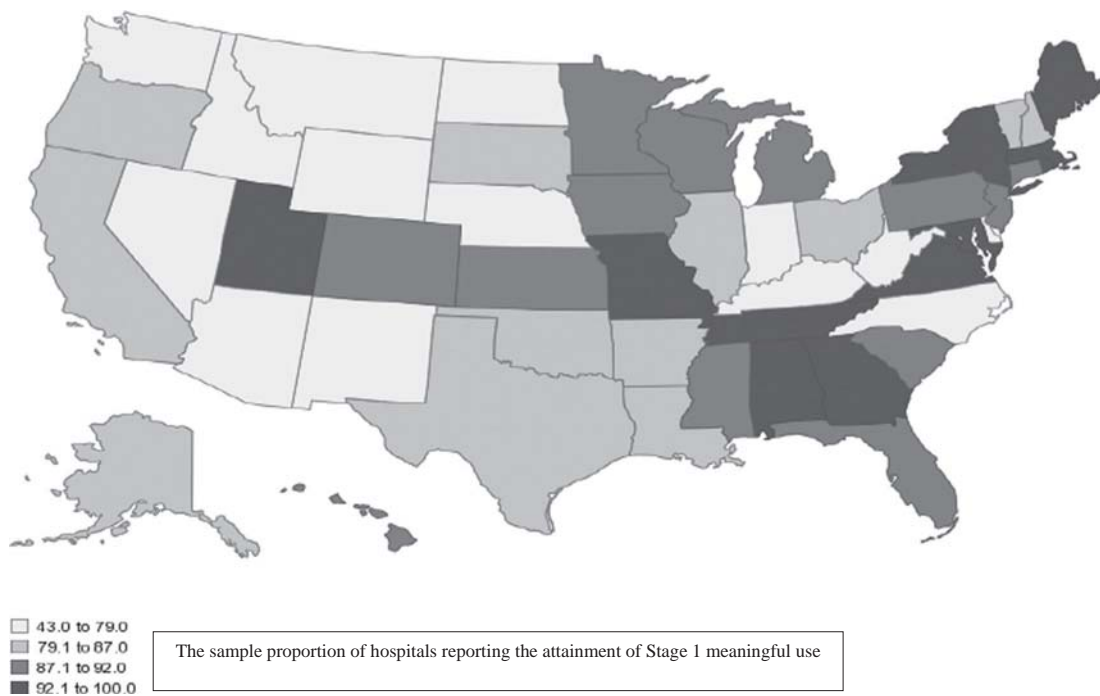 43.0 to 79.0
79.1 to 87.0
87.1 to 92.0
92.1 to 100.0
The sample proportion of hospitals reporting the attainment of Stage 1 meaningful use